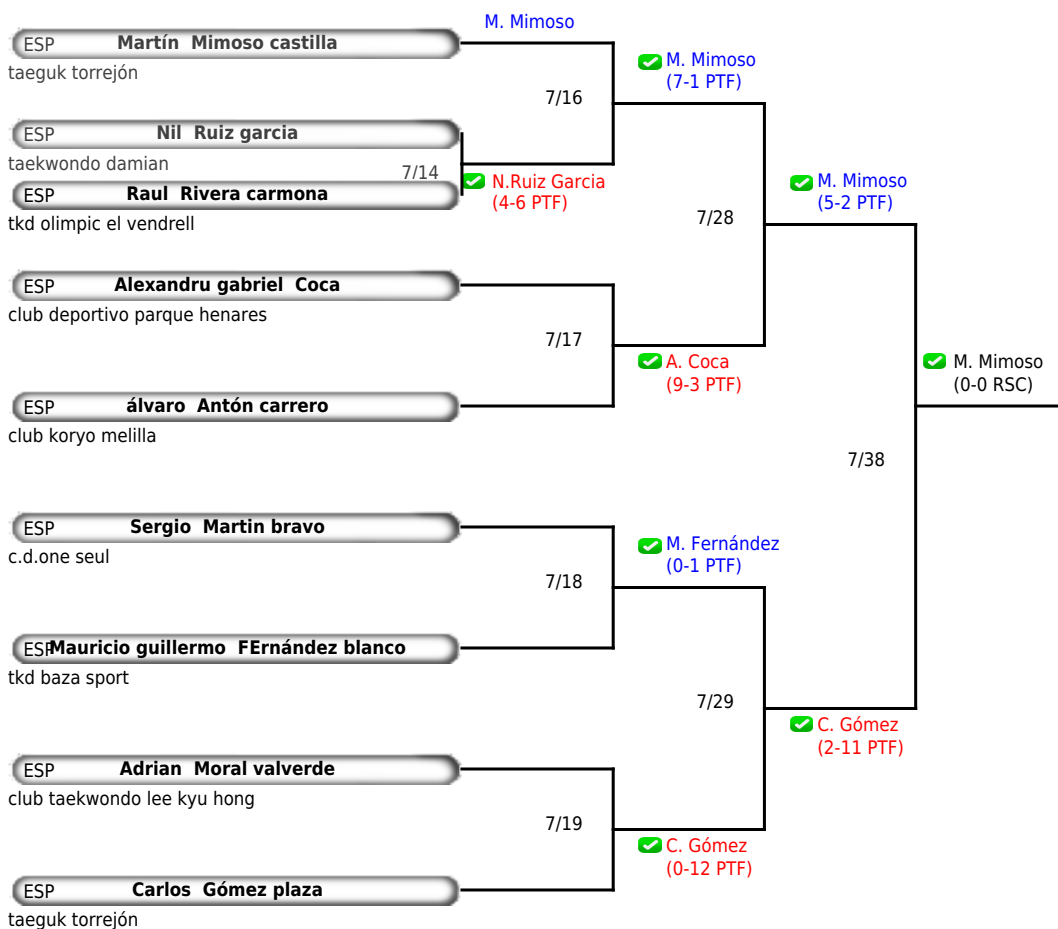 M. Mimoso
ESP Martín Mimoso castilla
taeguk torrejón
M. Mimoso
(7-1 PTF)
7/16
ESP Nil Ruiz garcia
taekwondo damian
7/14
N.Ruiz Garcia
(4-6 PTF)
ESP Raul Rivera carmona
tkd olimpic el vendrell
M. Mimoso
(5-2 PTF)
7/28
ESP Alexandru gabriel Coca
club deportivo parque henares
7/17
A. Coca
(9-3 PTF)
M. Mimoso
(0-0 RSC)
ESP álvaro Antón carrero
club koryo melilla
7/38
ESP Sergio Martin bravo
c.d.one seul
M. Fernández
(0-1 PTF)
7/18
ESP Mauricio guillermo FErnández blanco
tkd baza sport
7/29
C. Gómez
(2-11 PTF)
ESP Adrian Moral valverde
club taekwondo lee kyu hong
7/19
C. Gómez
(0-12 PTF)
ESP Carlos Gómez plaza
taeguk torrejón